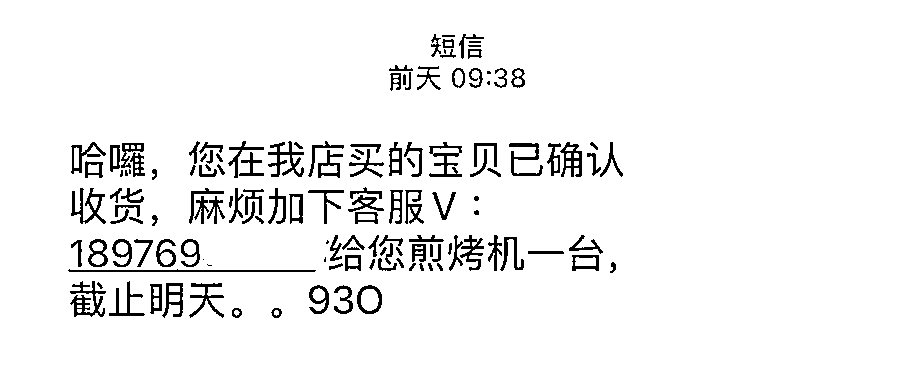 短信
前天 09:38
哈囉，您在我店买的宝贝已确认
收货，麻烦加下客服V：
189769
给您煎烤机一台，
截止明天。。93O